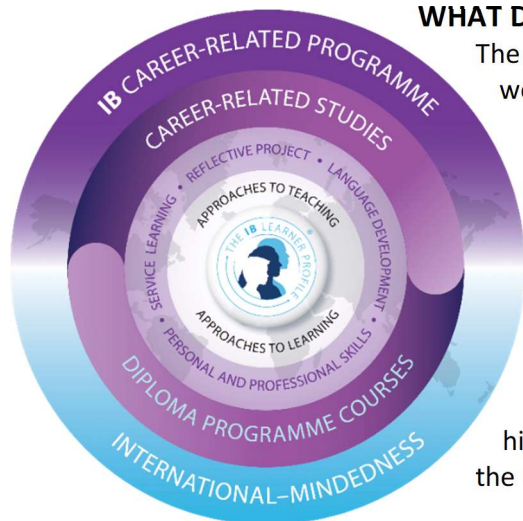 WHAT D
The
we
IB CAREER-RELATED PROGRAMME
CAREER-RELATED STUDIES
SERVICE LEARNING • REFLECTIVE PROJECT • LANGUAGE DEVELOPMENT
APPROACHES TO TEACHING
THE IB LEARNER PROFILE
®
APPROACHES TO LEARNING
• PERSONAL AND PROFESSIONAL SKILLS •
DIPLOMA PROGRAMME COURSES
INTERNATIONAL–MINDEDNESS
hi
the